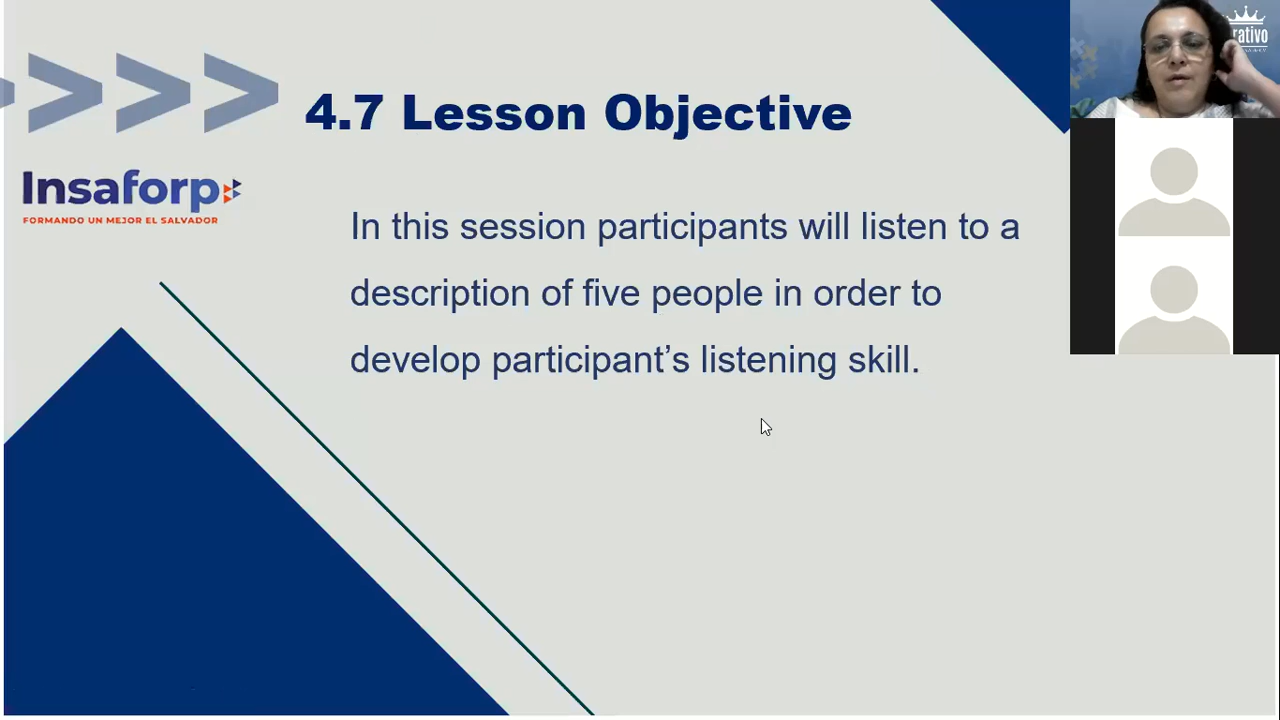 4.7 Lesson Objective
Insaforp
FORMANDO UN MEJOR EL SALVADOR
In this session participants will listen to a
description of five people in order to
develop participant’s listening skill.
rativo